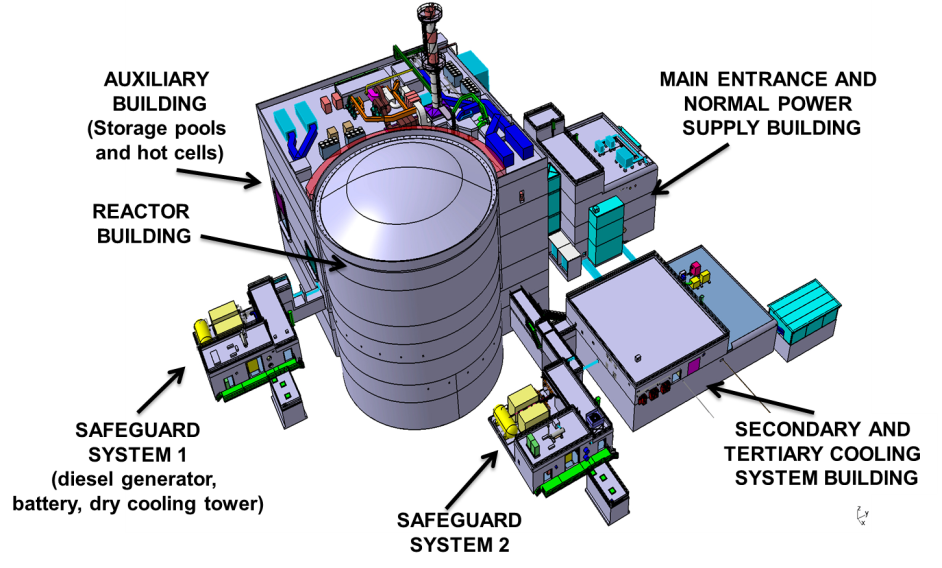 AUXILIARY
BUILDING
(Storage pools
and hot cells)
MAIN ENTRANCE AND
NORMAL POWER
SUPPLY BUILDING
REACTOR
BUILDING
SAFEGUARD
SYSTEM 1
(diesel generator,
battery, dry cooling tower)
SAFEGUARD
SYSTEM 2
SECONDARY AND
TERTIARY COOLING
SYSTEM BUILDING
z
y
x